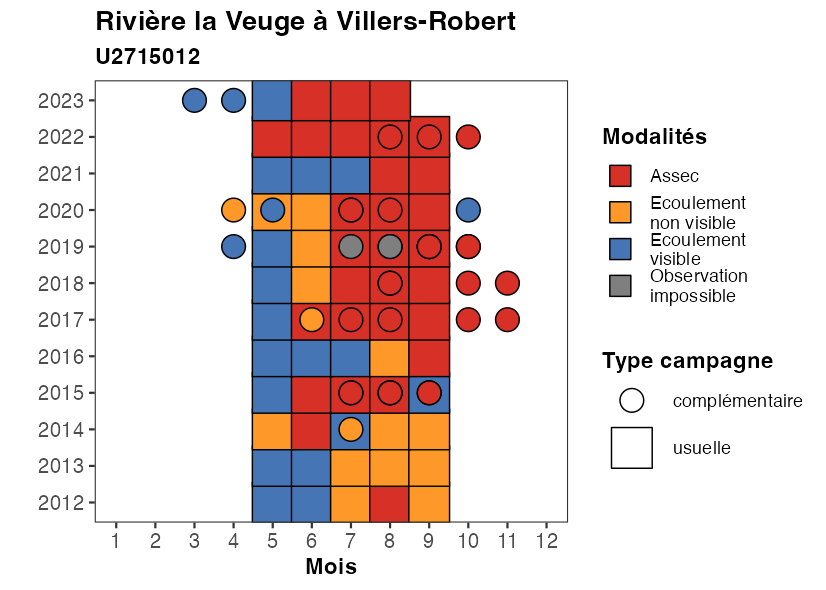 Rivière la Veuge à Villers-Robert
U2715012
2023
2022
2021
2020
2019
2018
2017
2016
2015
2014
2013
2012
1 2 3 4 5 6 7 8 9 10 11 12
Mois
Modalités
Assec
Ecoulement
non visible
Ecoulement
visible
Observation
impossible
Type campagne
complémentaire
usuelle